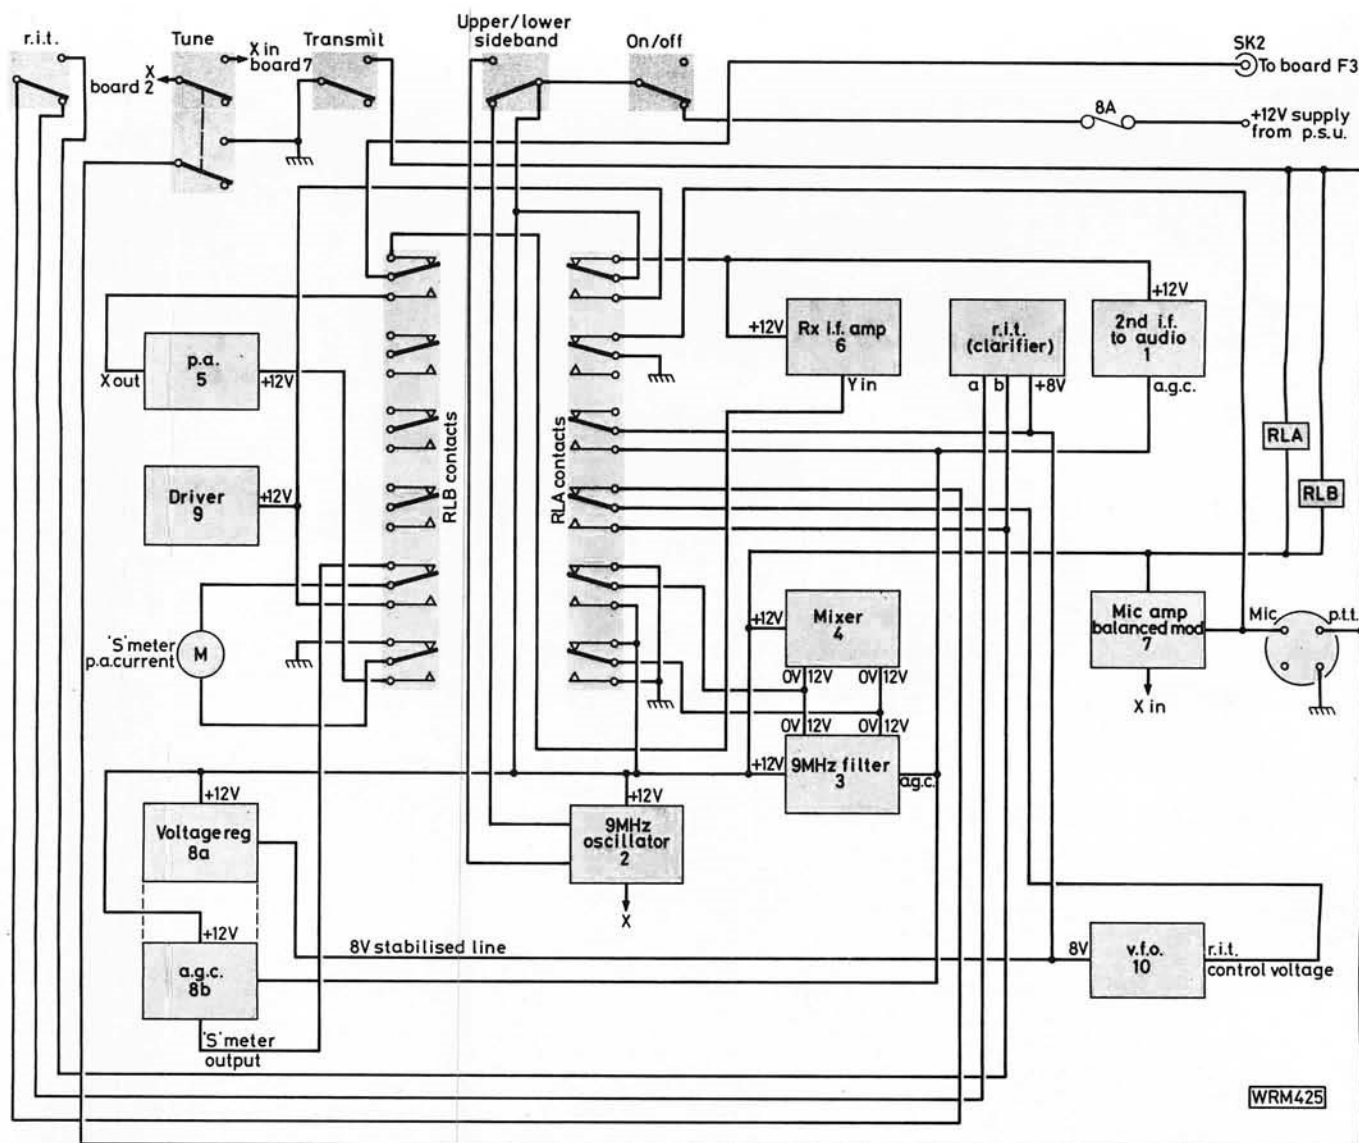 r.i.t.
Tune
Transmit
Upper/lower
sideband
On/off
X in
board 7
X
board 2
SK2
To board F3
8A
+12V supply
from p.s.u.
+12V
Rx i.f. amp
6
Y in
r.i.t.
(clarifier)
a
b
+8V
+12V
2nd i.f.
to audio
1
a.g.c.
p.a.
5
X out
+12V
RLB contacts
RLA contacts
RLA
RLB
Driver
9
+12V
'S' meter
p.a.current
M
+12V
Mixer
4
0V 12V
0V 12V
0V 12V
0V 12V
Mic amp
balanced mod
7
X in
Mic
p.t.t.
+12V
9MHz filter
3
a.g.c.
+12V
9MHz
oscillator
2
X
+12V
Voltage reg
8a
+12V
a.g.c.
8b
'S' meter
output
8V stabilised line
8V
v.f.o.
10
r.i.t.
control voltage
WRM425